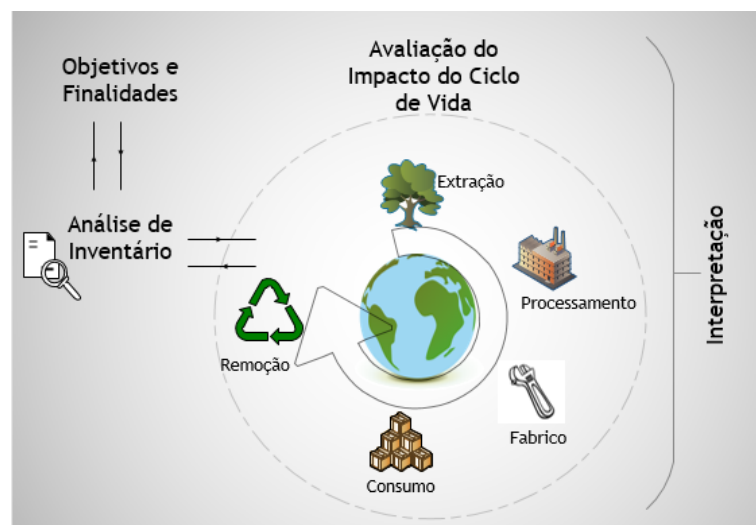 Objetivos e
Finalidades
Avaliação do
Impacto do Ciclo
de Vida
Extração
Análise de
Inventário
Processamento
Remoção
Fabrico
Consumo
Interpretação